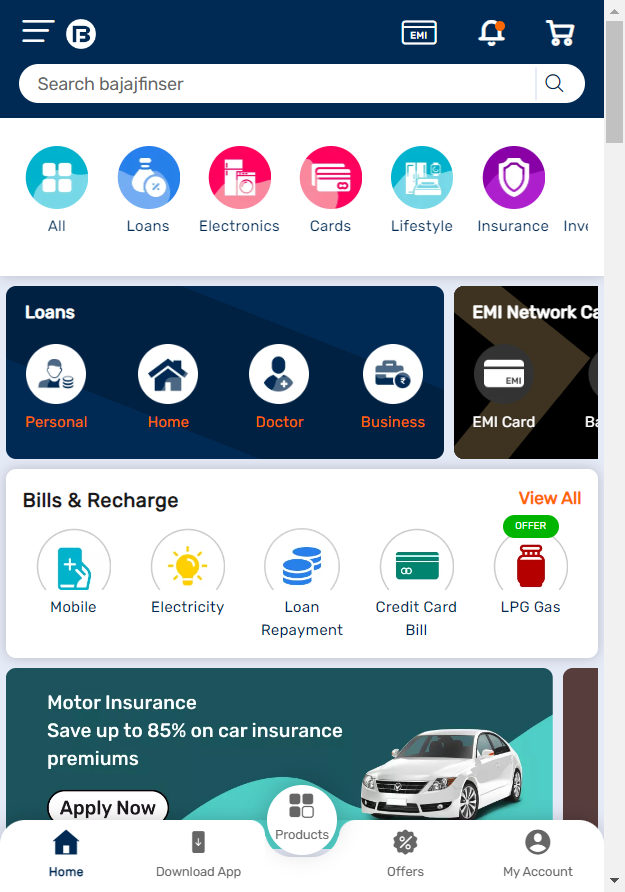 EMI
Search bajajfinser
All
Loans
Electronics
Cards
Lifestyle
Insurance
Inve
Loans
Personal
Home
Doctor
Business
EMI Network Ca
EMI
EMI Card
Ba
Bills & Recharge
View All
OFFER
Mobile
Electricity
Loan
Repayment
Credit Card
Bill
LPG Gas
Motor Insurance
Save up to 85% on car insurance
premiums
Apply Now
Home
Download App
Products
Offers
My Account